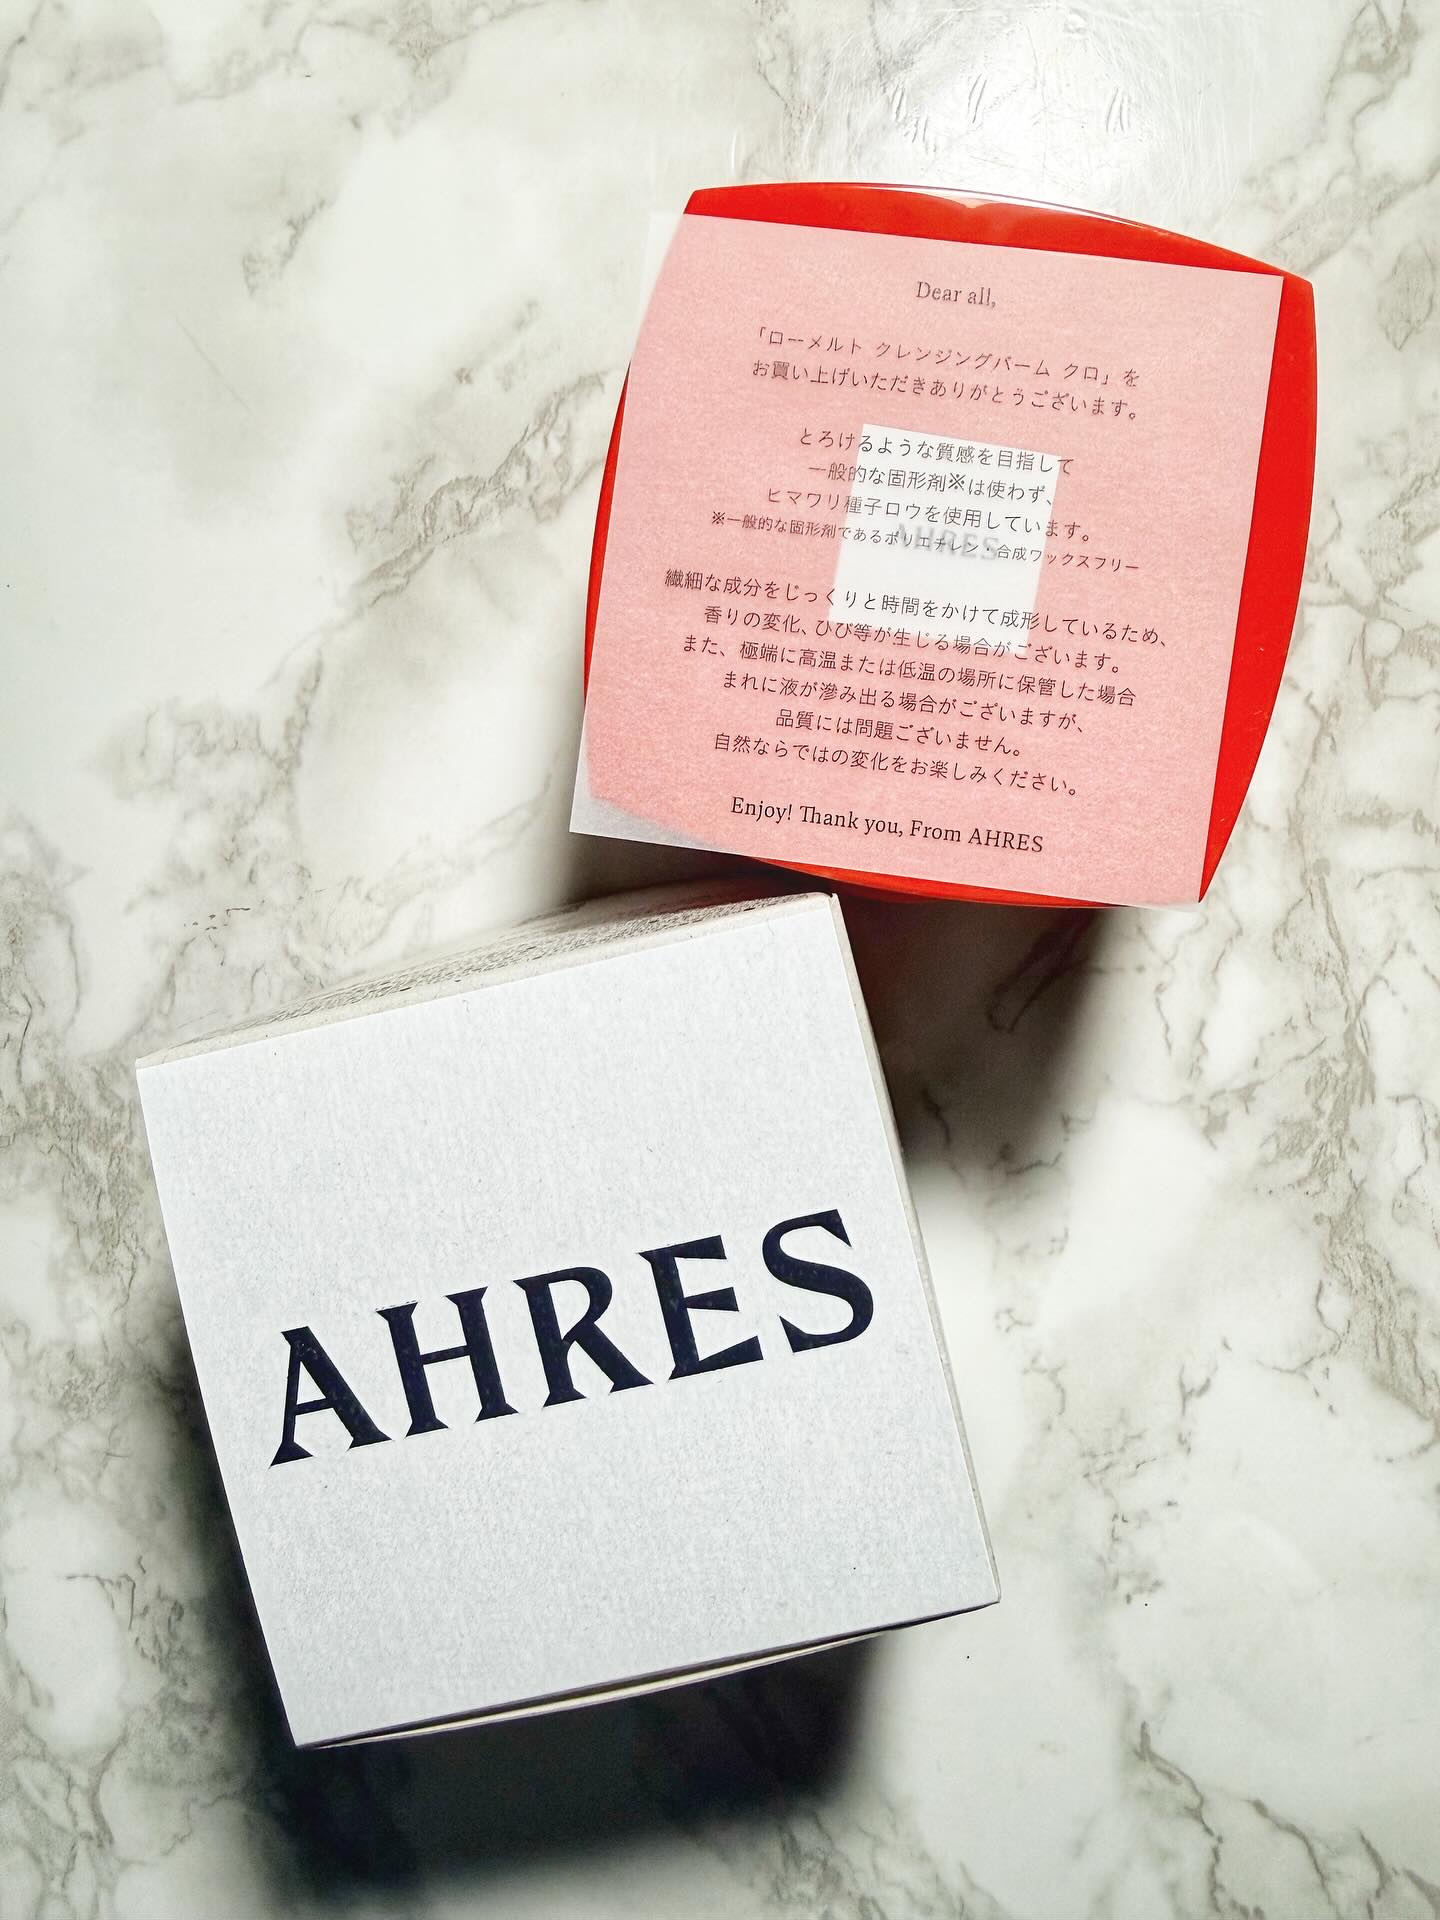 Dear all,
「ローメルト クレンジングバーム クロ」を
お買い上げいただきありがとうございます。
とろけるような質感を目指して
一般的な固形剤※は使わず、
ヒマワリ種子ロウを使用しています。
※一般的な固形剤であるポリエチレン・合成ワックスフリー
繊細な成分をじっくりと時間をかけて成形しているため、
香りの変化、ひび等が生じる場合がございます。
また、極端に高温または低温の場所に保管した場合
まれに液が滲み出る場合がございますが、
品質には問題ございません。
自然ならではの変化をお楽しみください。
Enjoy! Thank you, From AHRES
AHRES
AHRES